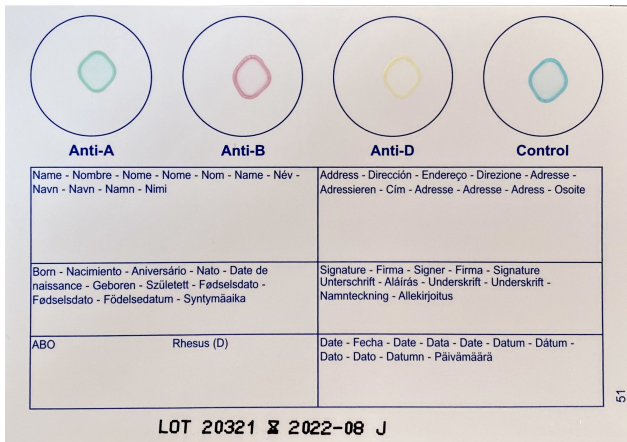 Anti-A Anti-B Anti-D Control
Name - Nombre - Nome - Nome - Nom - Name - Név -
Navn - Navn - Namn - Nimi
Address - Dirección - Endereço - Direzione - Adresse -
Adressieren - Cím - Adresse - Adresse - Adress - Osoite
Born - Nacimiento - Aniversário - Nato - Date de
naissance - Geboren - Született - Fødselsdato -
Fødselsdato - Födelsedatum - Syntymäaika
Signature - Firma - Signer - Firma - Signature
Unterschrift - Aláírás - Underskrift - Underskrift -
Namnteckning - Allekirjoitus
ABO Rhesus (D)
Date - Fecha - Date - Data - Date - Datum - Dátum -
Dato - Dato - Datumn - Päivämäärä
51
LOT 20321 ⧖ 2022-08 J